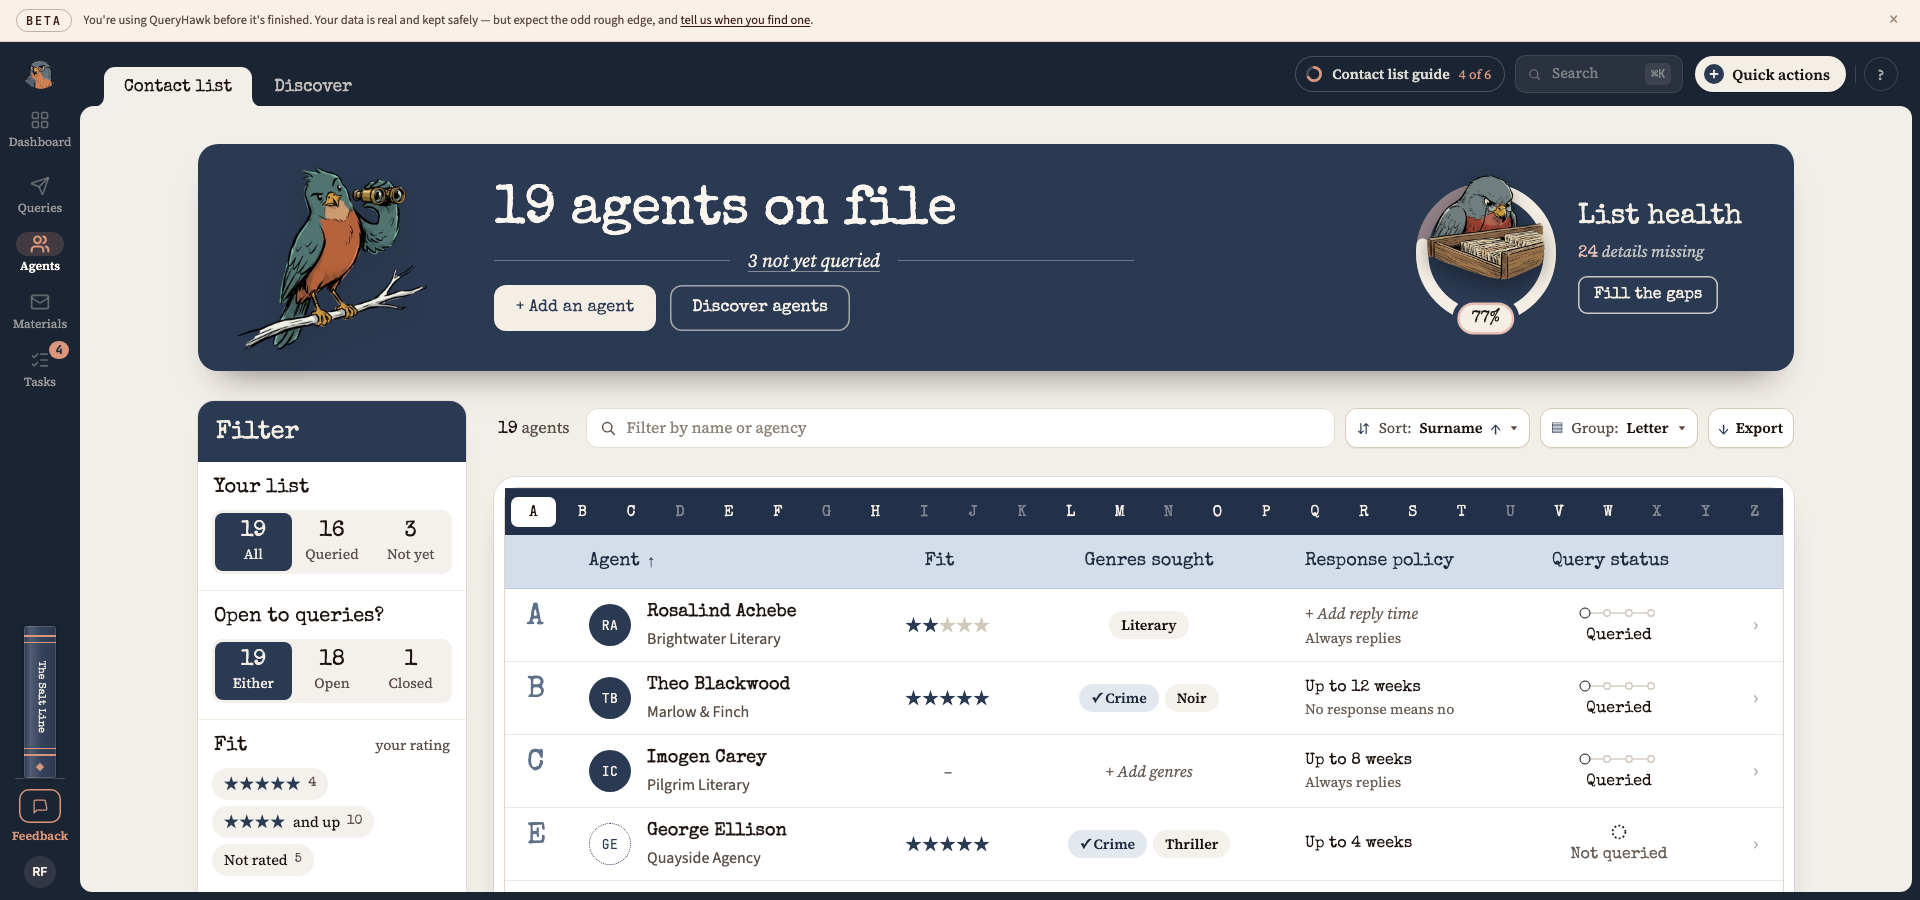 BETA You're using QueryHawk before it's finished. Your data is real and kept safely — but expect the odd rough edge, and tell us when you find one. ×
Contact list Discover
Contact list guide 4 of 6
Search ⌘K
+ Quick actions
?
Dashboard
Queries
Agents
Materials
4
Tasks
The Salt Line
Feedback
RF
19 agents on file
3 not yet queried
+ Add an agent Discover agents
77%
List health
24 details missing
Fill the gaps
Filter
Your list
19 16 3
All Queried Not yet
Open to queries?
19 18 1
Either Open Closed
Fit your rating
★★★★★ 4
★★★★ and up 10
Not rated 5
19 agents Filter by name or agency Sort: Surname ↑ Group: Letter ↓ Export
A B C D E F G H I J K L M N O P Q R S T U V W X Y Z
Agent ↑ Fit Genres sought Response policy Query status
A RA Rosalind Achebe ★★★★★ Literary + Add reply time Queried ›
Brightwater Literary Always replies
B TB Theo Blackwood ★★★★★ ✓Crime Noir Up to 12 weeks Queried ›
Marlow & Finch No response means no
C IC Imogen Carey – + Add genres Up to 8 weeks Queried ›
Pilgrim Literary Always replies
E GE George Ellison ★★★★★ ✓Crime Thriller Up to 4 weeks Not queried ›
Quayside Agency